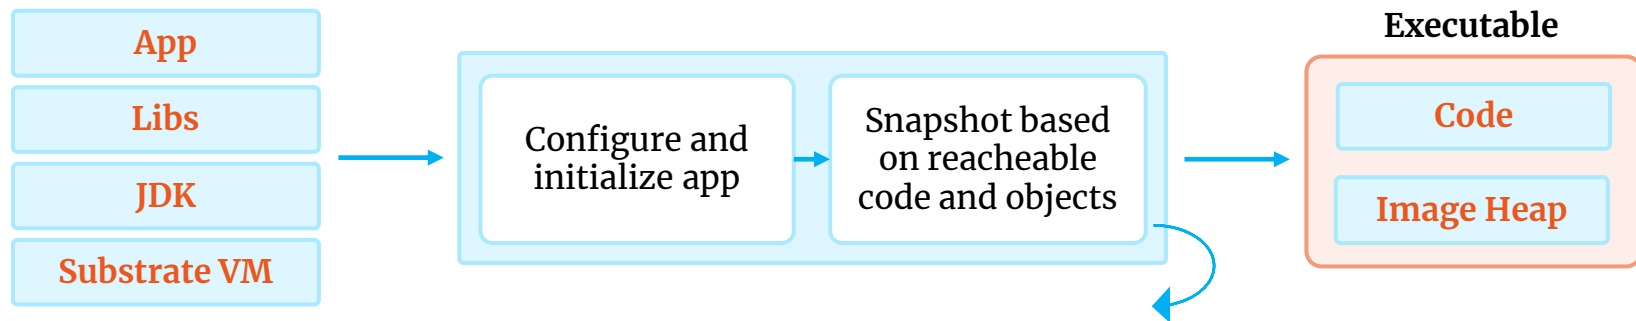 App
Libs
JDK
Substrate VM
Configure and
initialize app
Snapshot based
on reacheable
code and objects
Executable
Code
Image Heap